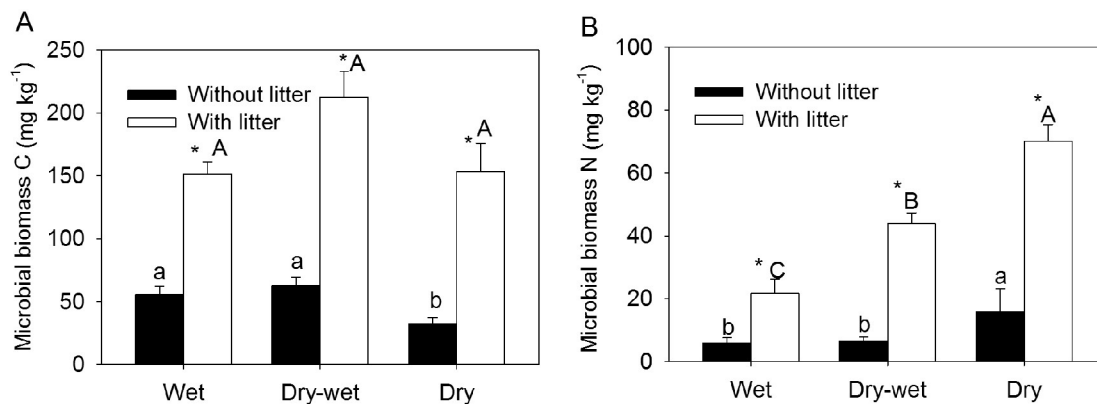 A
Microbial biomass C (mg kg⁻¹)
250
200
150
100
50
0
Without litter
With litter
* A
*A
* A
a
a
b
Wet
Dry-wet
Dry
B
Microbial biomass N (mg kg⁻¹)
100
80
60
40
20
0
Without litter
With litter
* C
* B
* A
b
b
a
Wet
Dry-wet
Dry